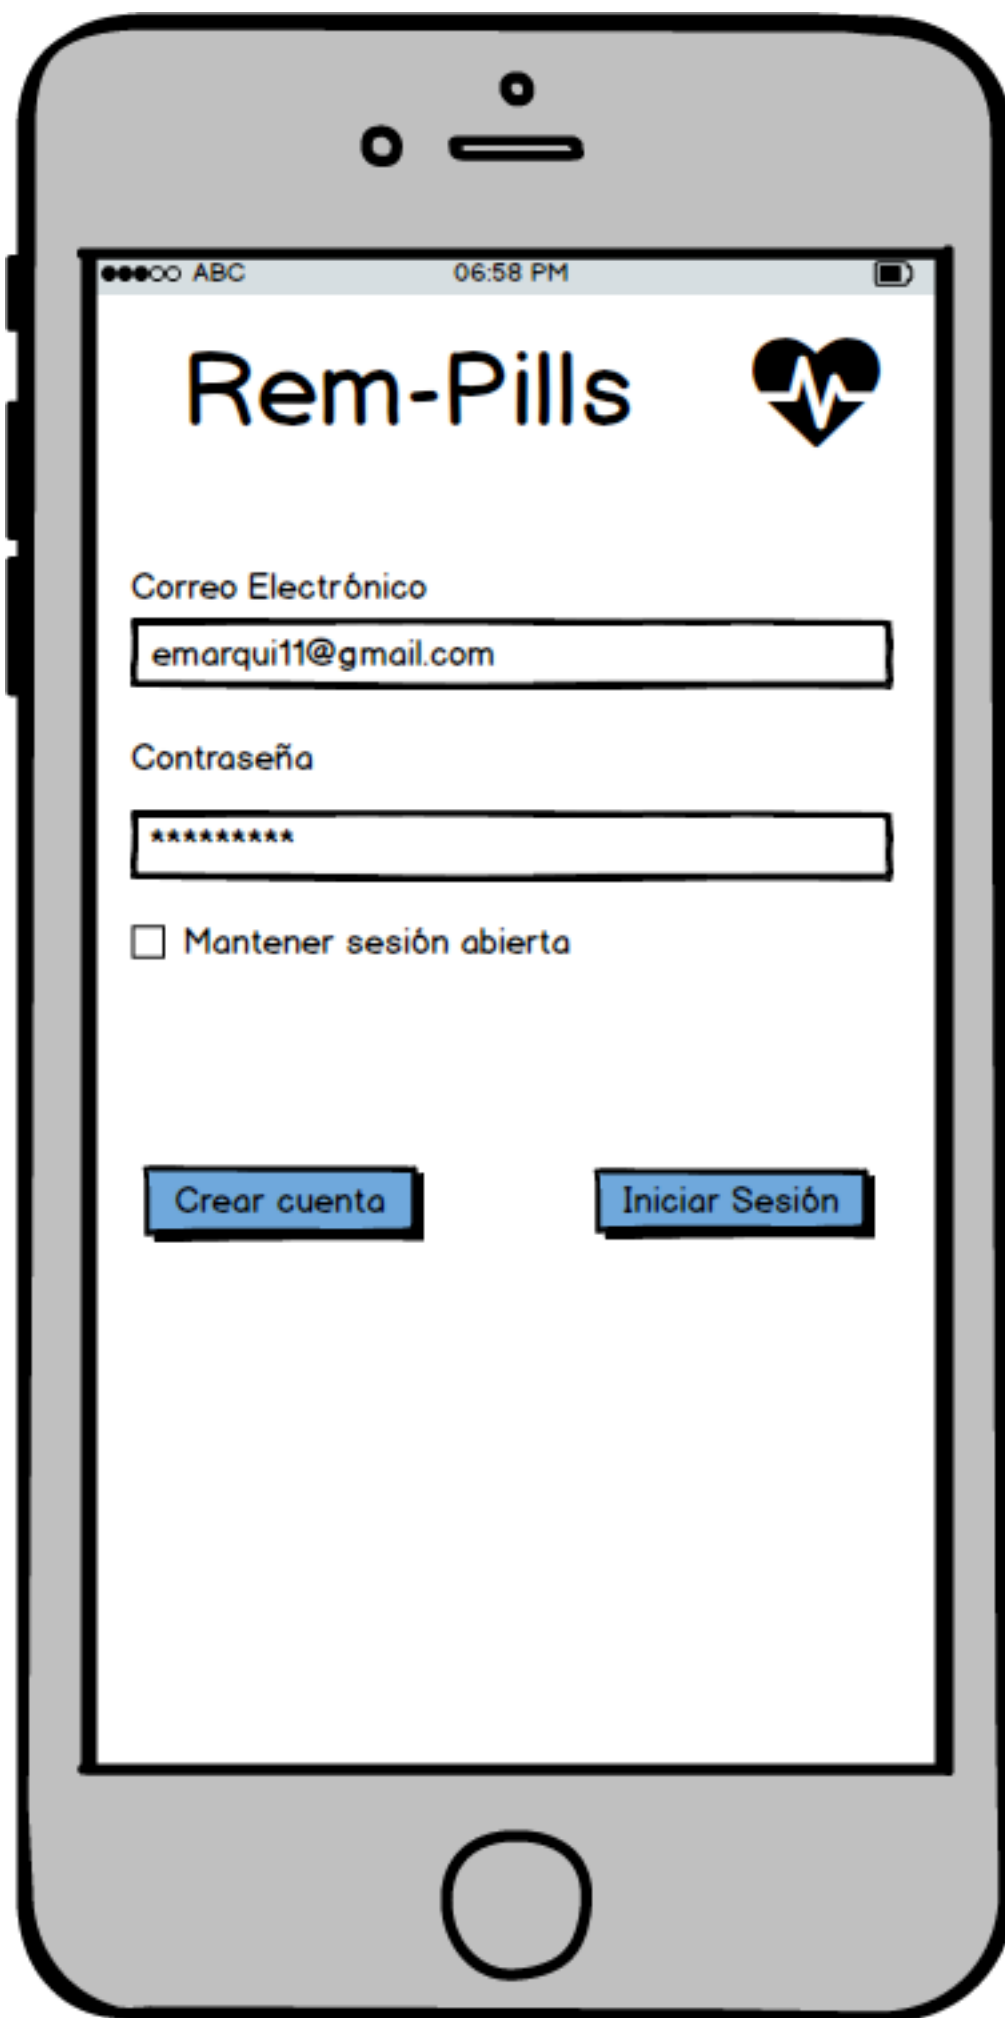 ABC 06:58 PM
Rem-Pills
Correo Electrónico
emarqui11@gmail.com
Contraseña
*********
Mantener sesión abierta
Crear cuenta Iniciar Sesión